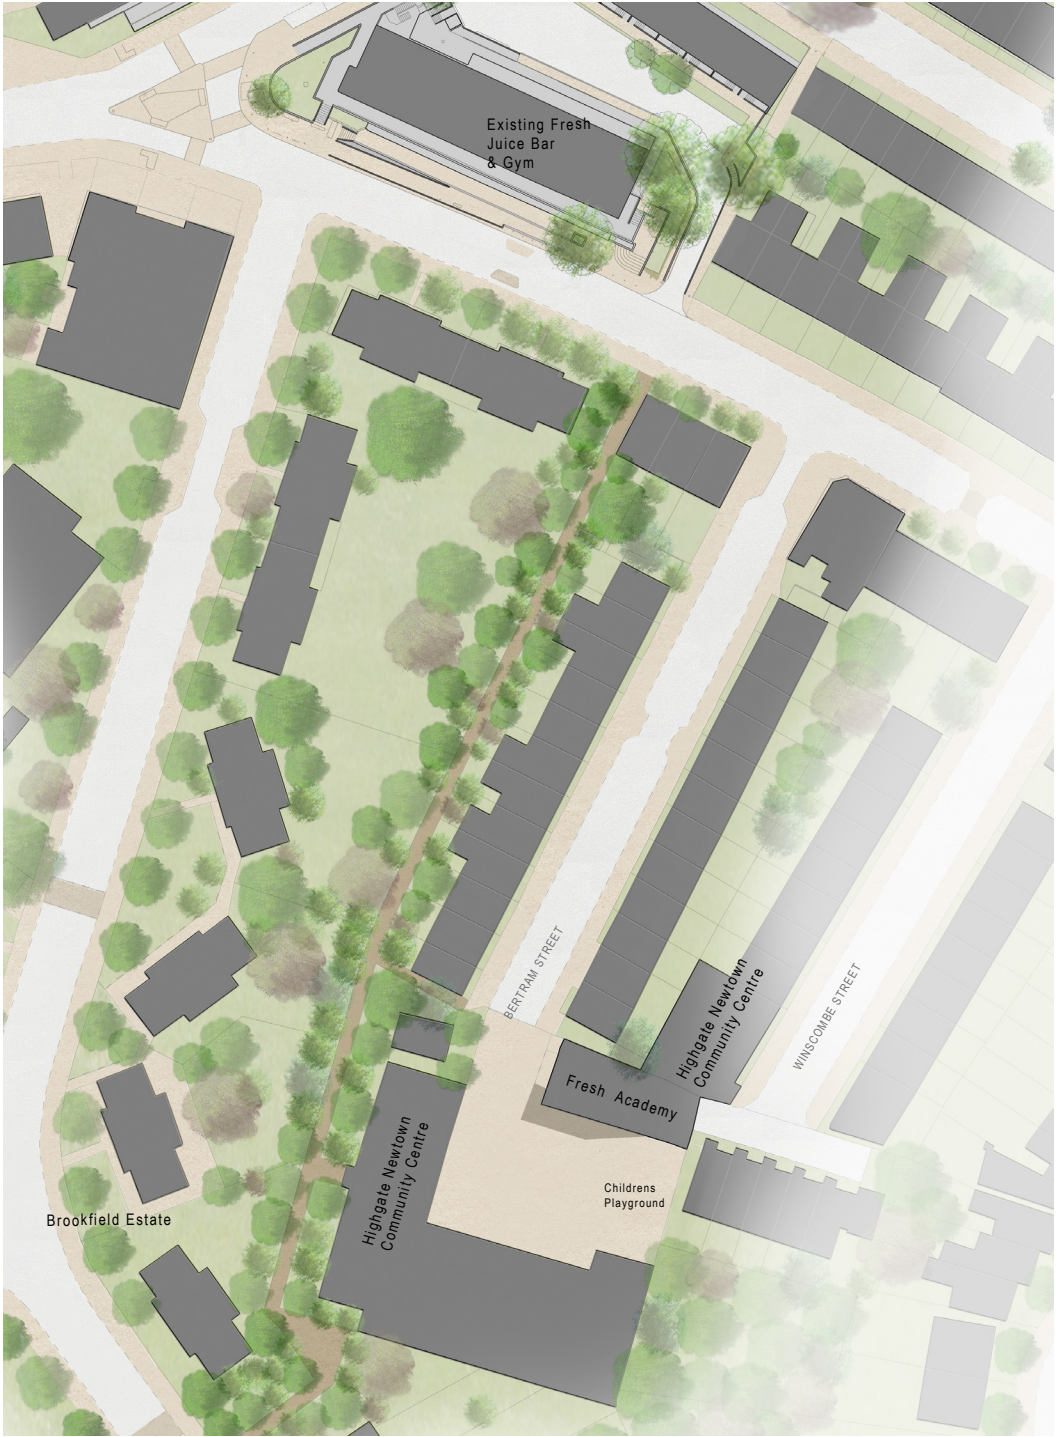 Existing Fresh
Juice Bar
& Gym
BERTRAM STREET
Highgate Newtown
Community Centre
WINSCOMBE STREET
Fresh Academy
Highgate Newtown
Community Centre
Childrens
Playground
Brookfield Estate